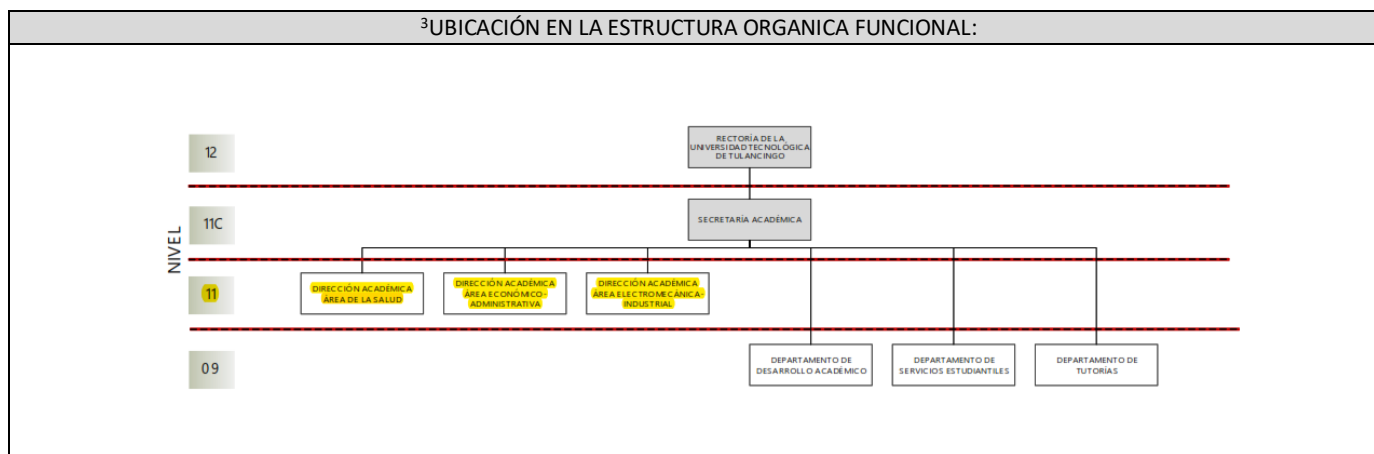 ³UBICACIÓN EN LA ESTRUCTURA ORGANICA FUNCIONAL:
NIVEL
12
RECTORÍA DE LA
UNIVERSIDAD TECNOLÓGICA
DE TULANCINGO
11C
SECRETARÍA ACADÉMICA
11
DIRECCIÓN ACADÉMICA
ÁREA DE LA SALUD
DIRECCIÓN ACADÉMICA
ÁREA ECONÓMICO-
ADMINISTRATIVA
DIRECCIÓN ACADÉMICA
ÁREA ELECTROMECÁNICA-
INDUSTRIAL
09
DEPARTAMENTO DE
DESARROLLO ACADÉMICO
DEPARTAMENTO DE
SERVICIOS ESTUDIANTILES
DEPARTAMENTO DE
TUTORÍAS